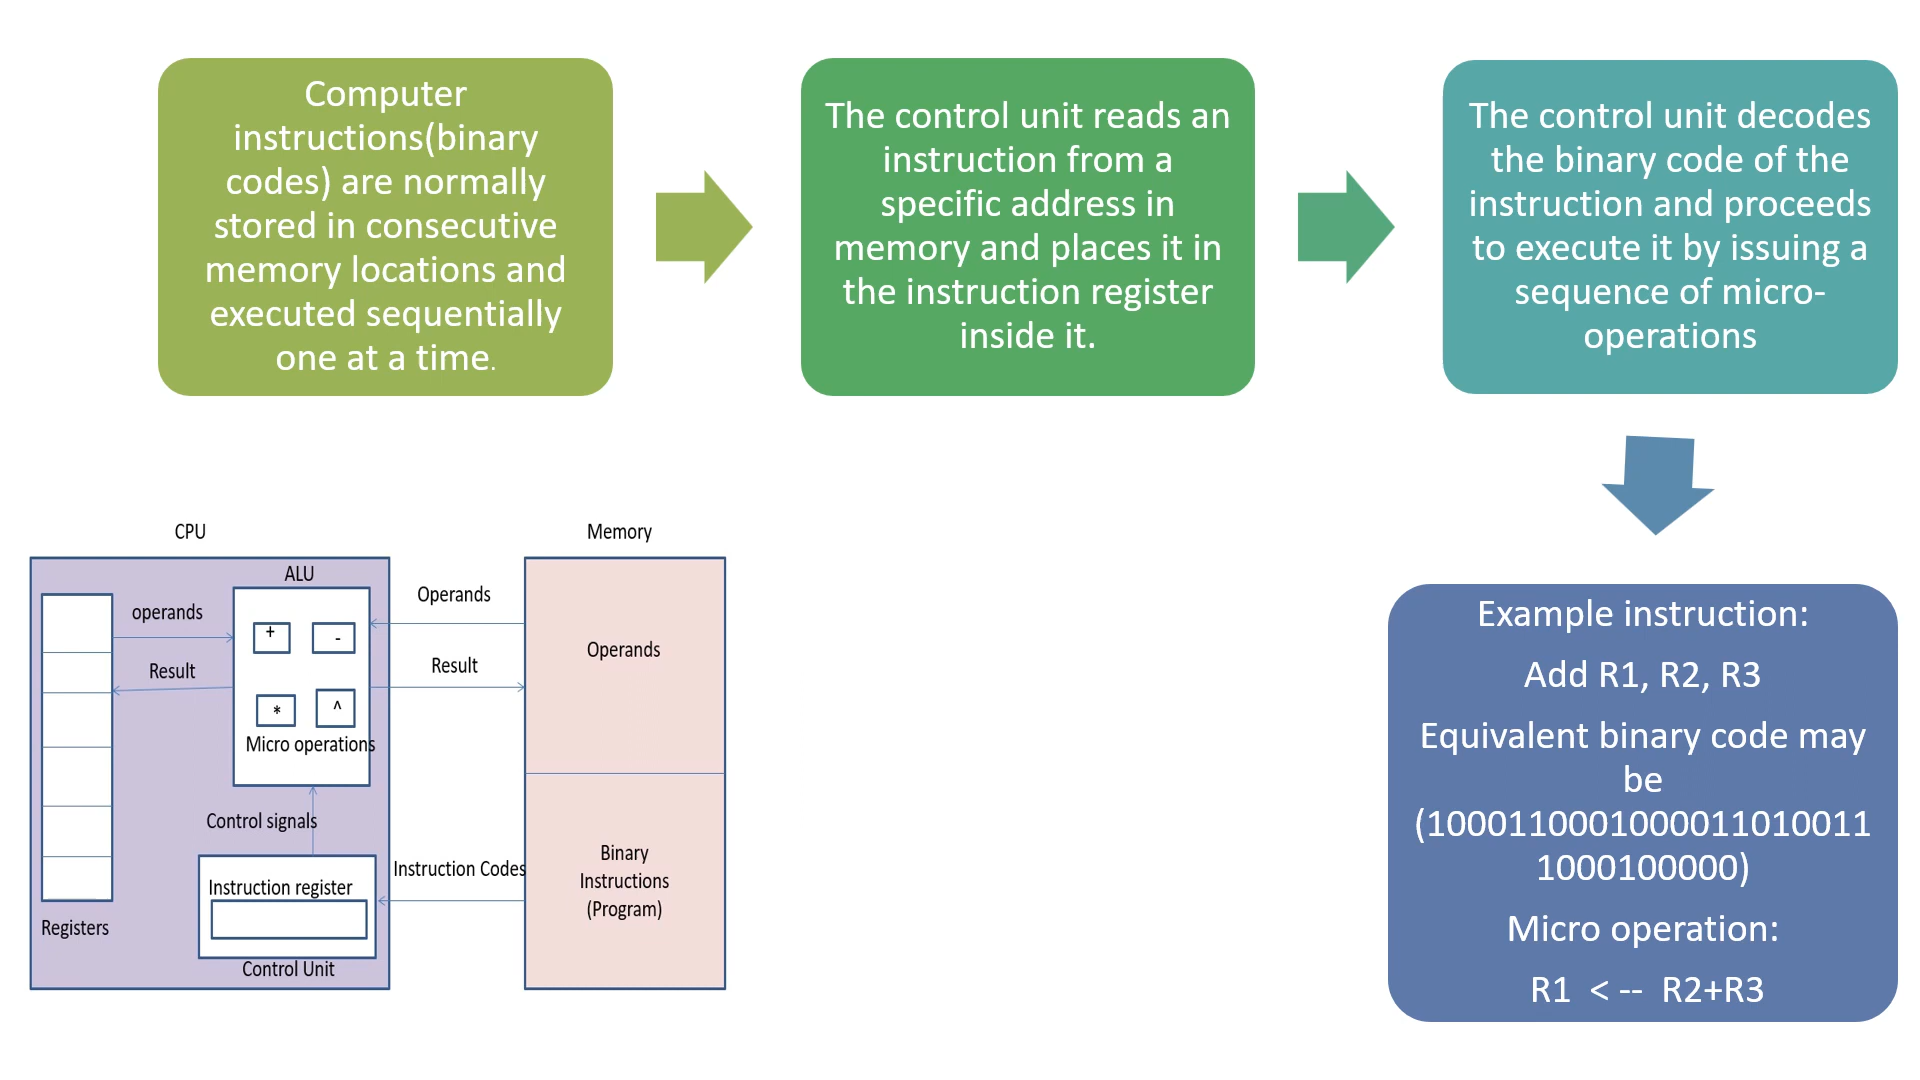 Computer
instructions(binary
codes) are normally
stored in consecutive
memory locations and
executed sequentially
one at a time.
The control unit reads an
instruction from a
specific address in
memory and places it in
the instruction register
inside it.
The control unit decodes
the binary code of the
instruction and proceeds
to execute it by issuing a
sequence of micro-
operations
Example instruction:
Add R1, R2, R3
Equivalent binary code may
be
(1000110001000011010011
1000100000)
Micro operation:
R1 < -- R2+R3
CPU
ALU
operands
Result
+
-
*
^
Micro operations
Control signals
Instruction register
Control Unit
Registers
Operands
Result
Instruction Codes
Memory
Operands
Binary
Instructions
(Program)